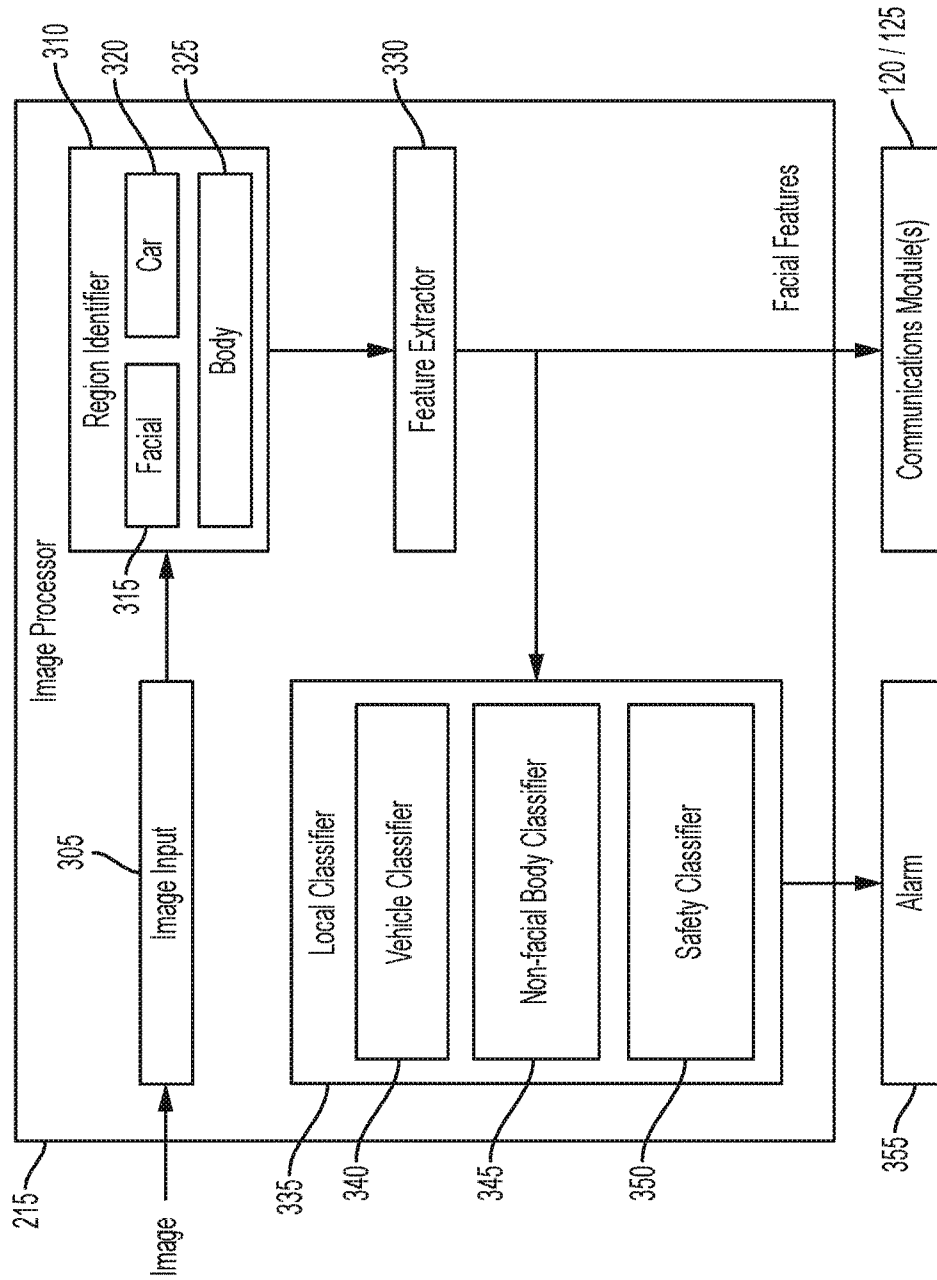 215
Image Processor
Image
305
Image Input
310
Region Identifier
315
Facial
320
Car
325
Body
330
Feature Extractor
335
Local Classifier
340
Vehicle Classifier
345
Non-facial Body Classifier
350
Safety Classifier
Facial Features
355
Alarm
120 / 125
Communications Module(s)